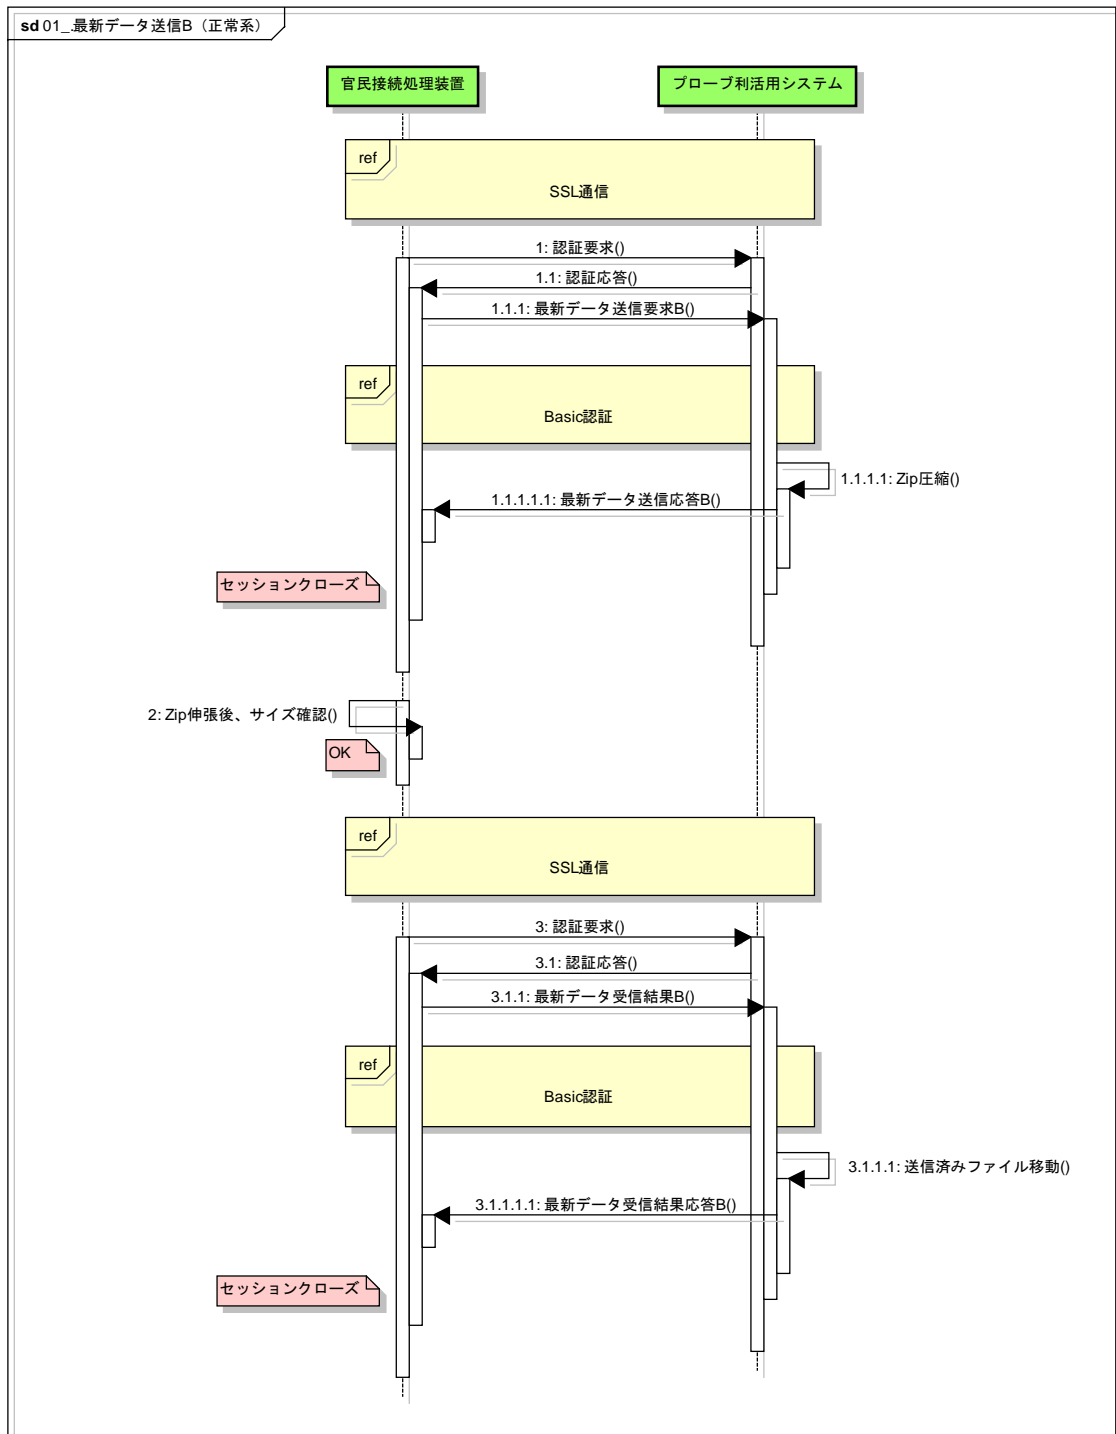 sd 01_.最新データ送信B（正常系）
官民接続処理装置
プローブ利活用システム
ref
SSL通信
1: 認証要求()
1.1: 認証応答()
1.1.1: 最新データ送信要求B()
ref
Basic認証
1.1.1.1: Zip圧縮()
1.1.1.1.1: 最新データ送信応答B()
セッションクローズ
2: Zip伸張後、サイズ確認()
OK
ref
SSL通信
3: 認証要求()
3.1: 認証応答()
3.1.1: 最新データ受信結果B()
ref
Basic認証
3.1.1.1: 送信済みファイル移動()
3.1.1.1.1: 最新データ受信結果応答B()
セッションクローズ